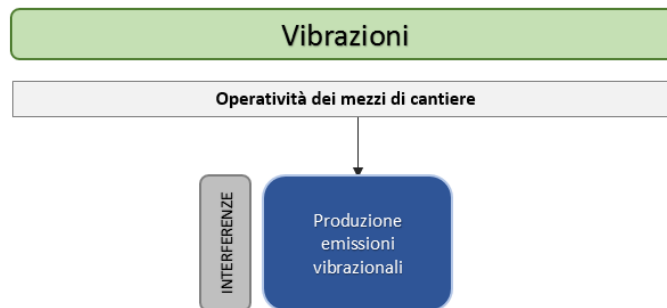 Vibrazioni
Operatività dei mezzi di cantiere
INTERFERENZE
Produzione
emissioni
vibrazionali